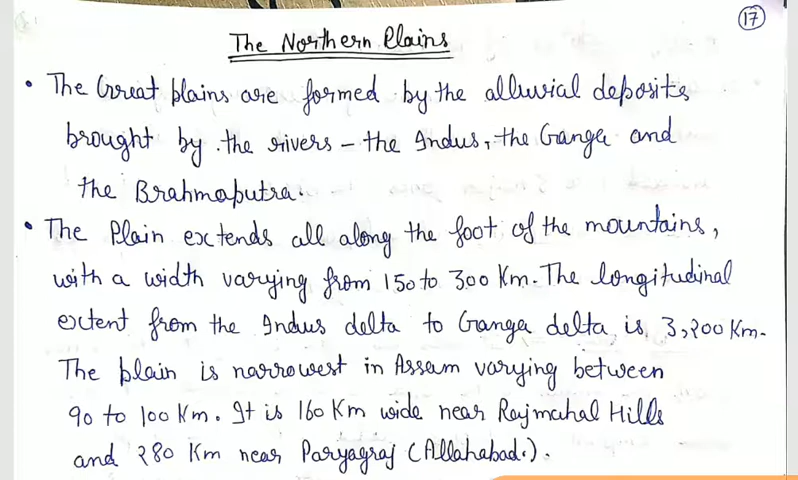 17
The Northern Plains
• The Great plains are formed by the alluvial deposits
brought by the rivers – the Indus, the Ganga and
the Brahmaputra.
• The Plain extends all along the foot of the mountains,
with a width varying from 150 to 300 Km. The longitudinal
extent from the Indus delta to Ganga delta is 3,200 Km.
The plain is narrowest in Assam varying between
90 to 100 Km. It is 160 Km wide near Rajmahal Hills
and 280 Km near Paryagraj (Allahabad.).